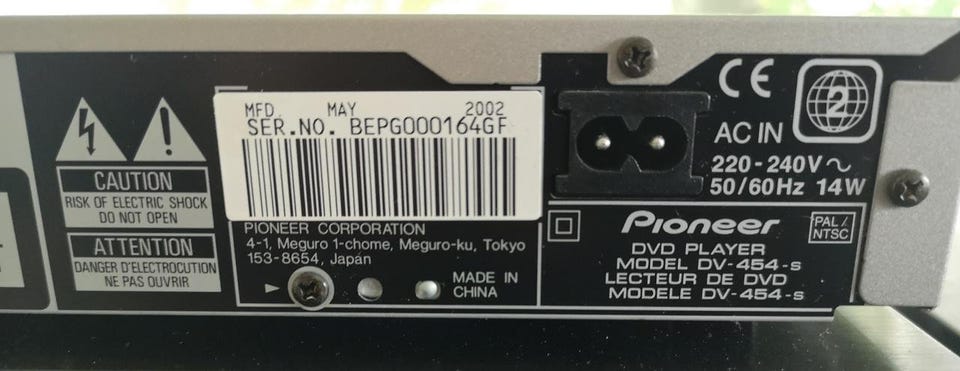 CAUTION
RISK OF ELECTRIC SHOCK
DO NOT OPEN
ATTENTION
DANGER D'ELECTROCUTION
NE PAS OUVRIR
MFD. MAY 2002
SER.NO. BEPG000164GF
PIONEER CORPORATION
4-1, Meguro 1-chome, Meguro-ku, Tokyo
153-8654, Japan
MADE IN
CHINA
CE
2
AC IN
220-240V~
50/60Hz 14W
Pioneer
PAL/
NTSC
DVD PLAYER
MODEL DV-454-s
LECTEUR DE DVD
MODELE DV-454-s